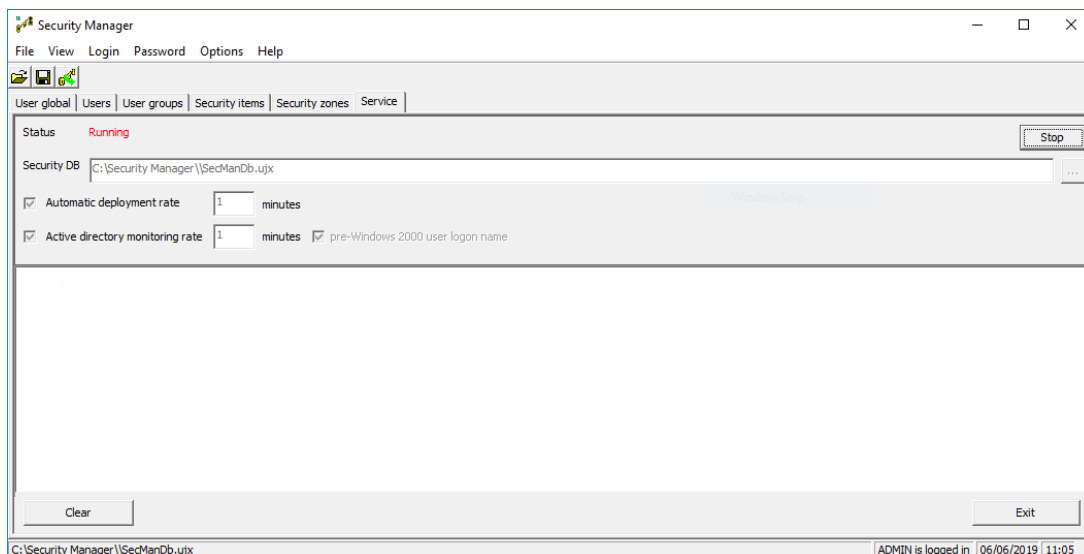 Security Manager
File View Login Password Options Help
User global Users User groups Security items Security zones Service
Status Running Stop
Security DB C:\Security Manager\\SecManDb.ujx ...
Automatic deployment rate 1 minutes
Window Snip
Active directory monitoring rate 1 minutes pre-Windows 2000 user logon name
Clear Exit
C:\Security Manager\\SecManDb.ujx ADMIN is logged in 06/06/2019 11:05